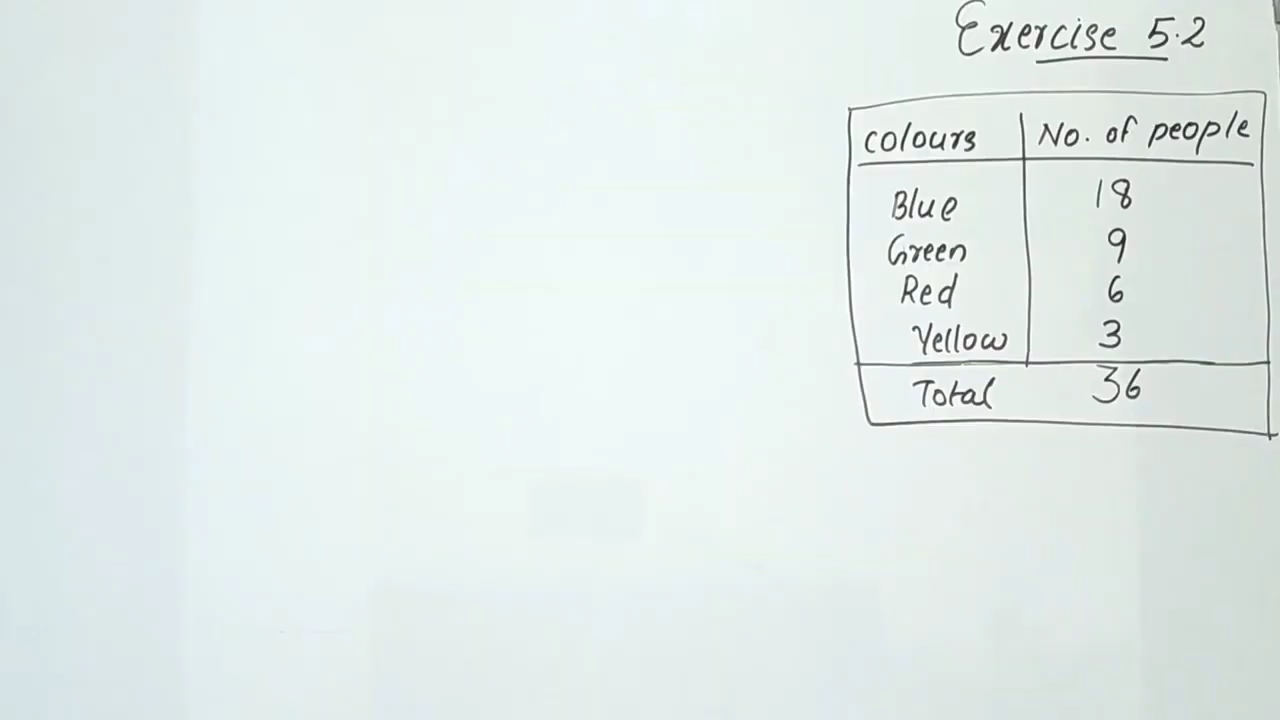 Exercise 5.2
Colours No. of people
Blue 18
Green 9
Red 6
Yellow 3
Total 36